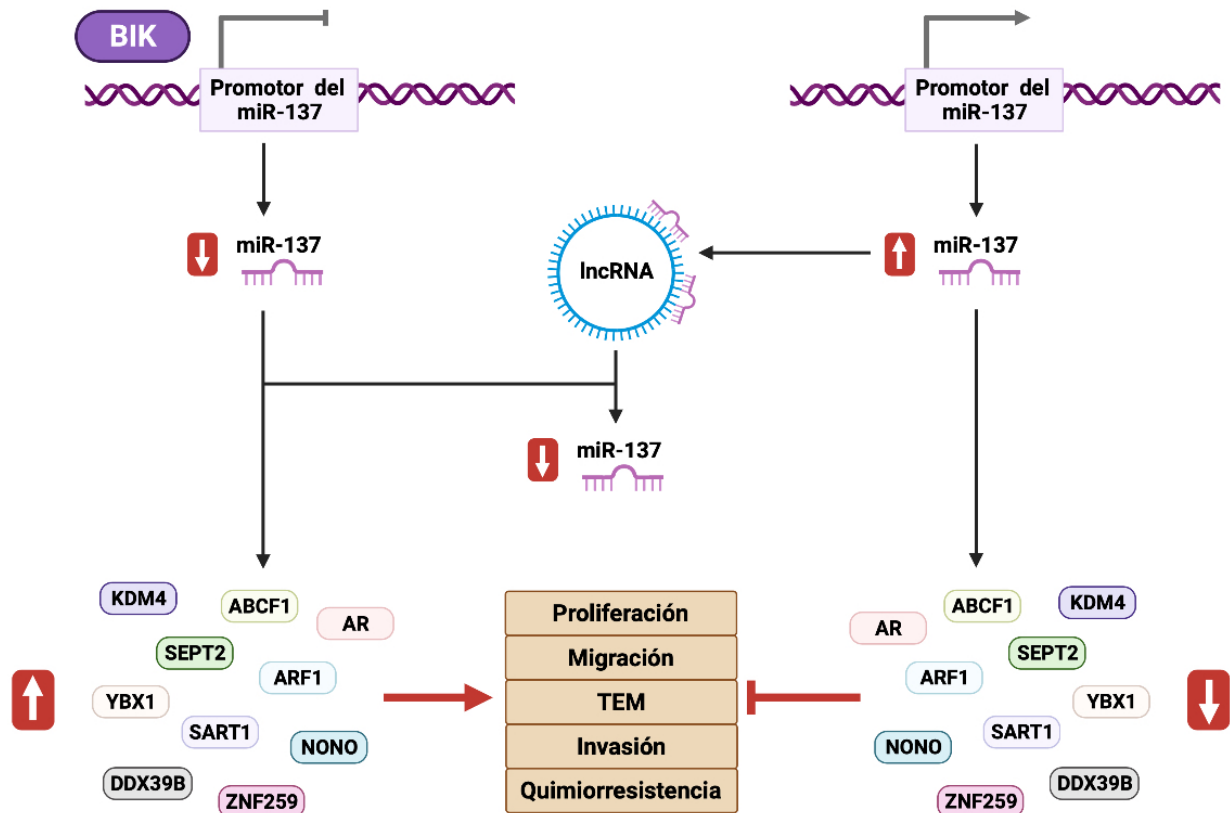 BIK
Promotor del
miR-137
Promotor del
miR-137
miR-137
lncRNA
miR-137
miR-137
KDM4
ABCF1
AR
SEPT2
ARF1
YBX1
SART1
NONO
DDX39B
ZNF259
Proliferación
Migración
TEM
Invasión
Quimiorresistencia
ABCF1
KDM4
AR
SEPT2
ARF1
YBX1
SART1
NONO
DDX39B
ZNF259